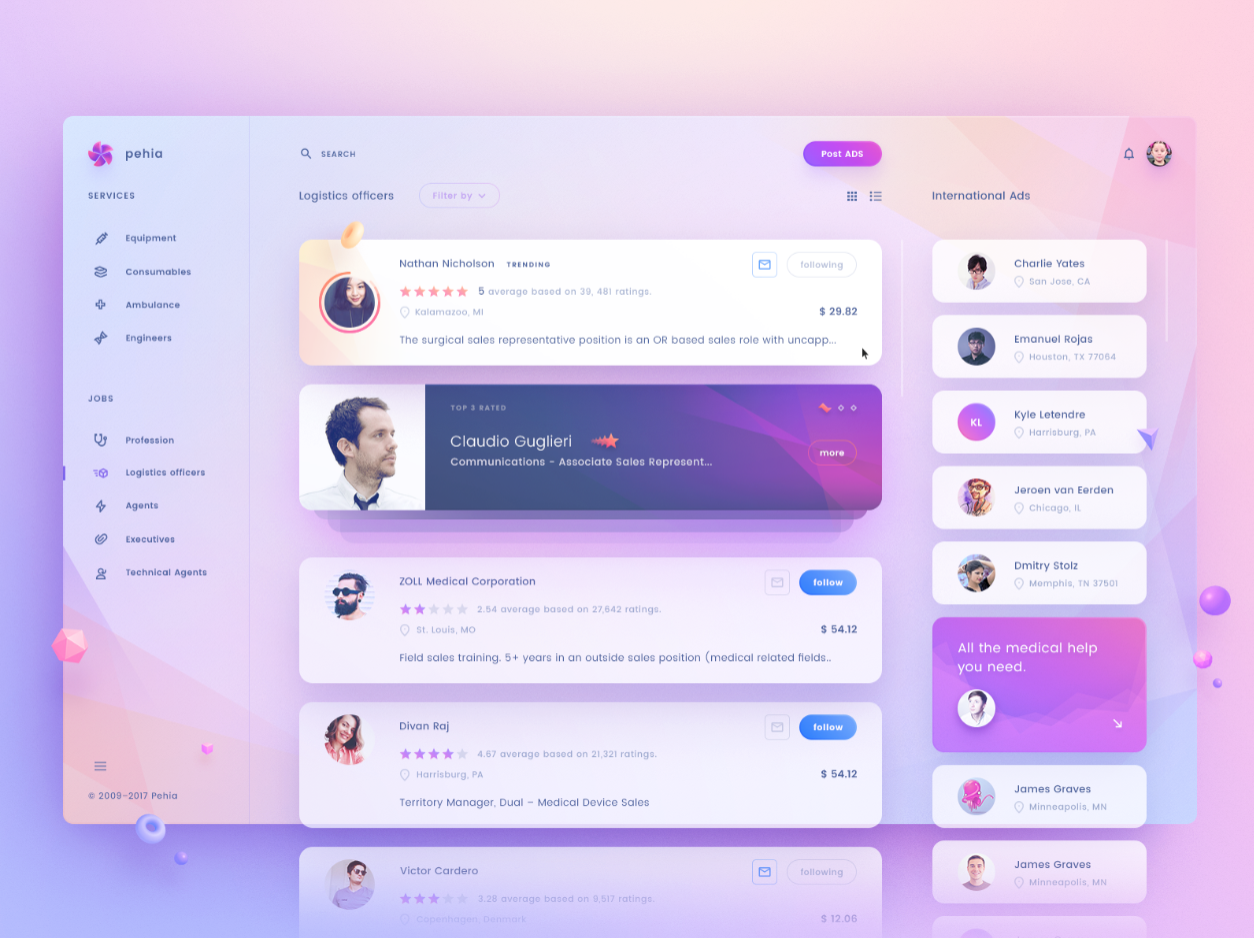 pehia
SERVICES
Equipment
Consumables
Ambulance
Engineers
JOBS
Profession
Logistics officers
Agents
Executives
Technical Agents
© 2009-2017 Pehia
SEARCH
Post ADS
Logistics officers
Filter by
Nathan Nicholson TRENDING
following
5 average based on 39, 481 ratings.
Kalamazoo, MI
$ 29.82
The surgical sales representative position is an OR based sales role with uncapp...
TOP 3 RATED
Claudio Guglieri
more
Communications - Associate Sales Represent...
ZOLL Medical Corporation
follow
2.54 average based on 27,642 ratings.
St. Louis, MO
$ 54.12
Field sales training. 5+ years in an outside sales position (medical related fields..
Divan Raj
follow
4.67 average based on 21,321 ratings.
Harrisburg, PA
$ 54.12
Territory Manager, Dual – Medical Device Sales
Victor Cardero
following
3.28 average based on 9,517 ratings.
Copenhagen, Denmark
$ 12.06
International Ads
Charlie Yates
San Jose, CA
Emanuel Rojas
Houston, TX 77064
KL
Kyle Letendre
Harrisburg, PA
Jeroen van Eerden
Chicago, IL
Dmitry Stolz
Memphis, TN 37501
All the medical help
you need.
James Graves
Minneapolis, MN
James Graves
Minneapolis, MN